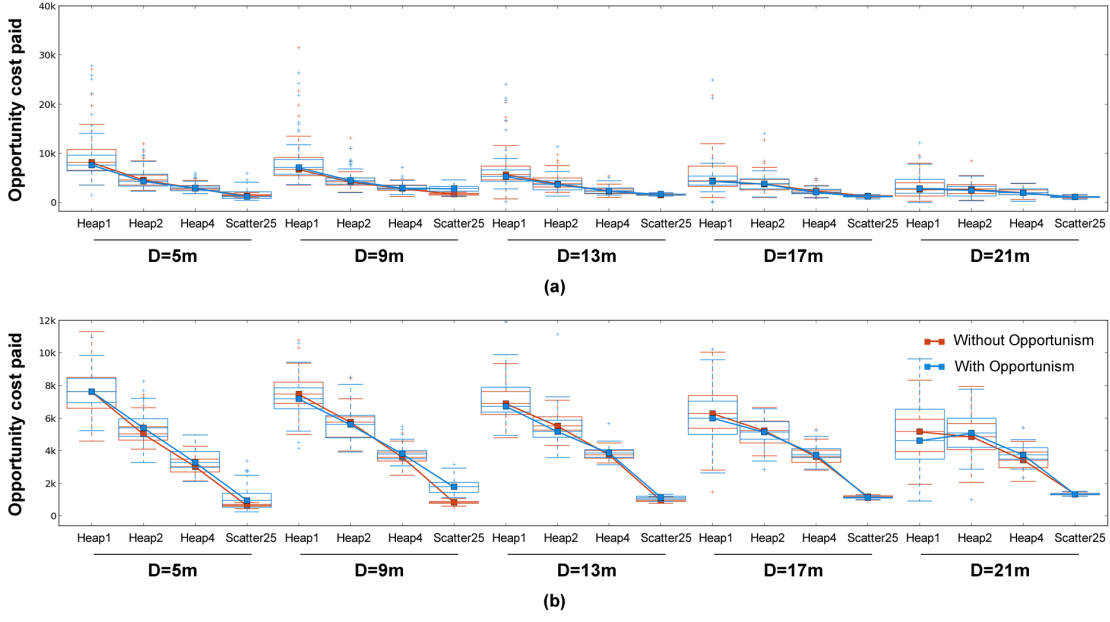 Opportunity cost paid
40k
30k
20k
10k
0
Heap1 Heap2 Heap4 Scatter25 Heap1 Heap2 Heap4 Scatter25 Heap1 Heap2 Heap4 Scatter25 Heap1 Heap2 Heap4 Scatter25 Heap1 Heap2 Heap4 Scatter25
D=5m D=9m D=13m D=17m D=21m
(a)
Opportunity cost paid
12k
10k
8k
6k
4k
2k
0
Without Opportunism
With Opportunism
Heap1 Heap2 Heap4 Scatter25 Heap1 Heap2 Heap4 Scatter25 Heap1 Heap2 Heap4 Scatter25 Heap1 Heap2 Heap4 Scatter25 Heap1 Heap2 Heap4 Scatter25
D=5m D=9m D=13m D=17m D=21m
(b)